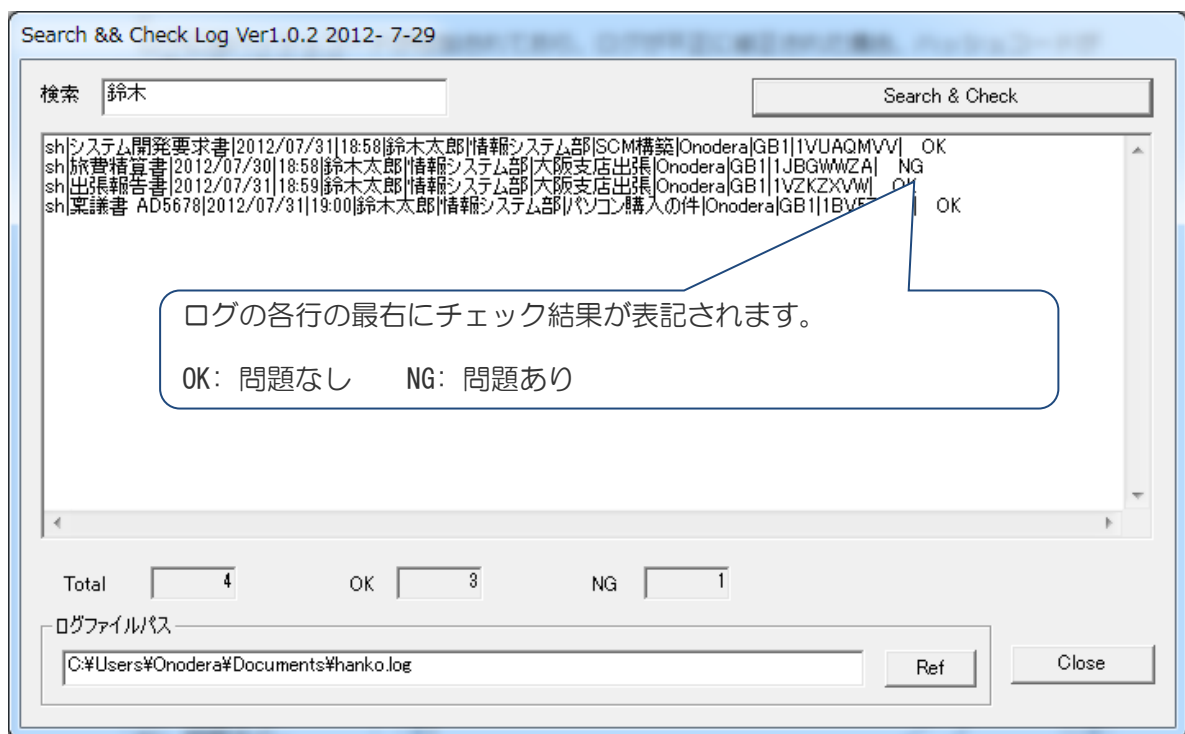 Search && Check Log Ver1.0.2 2012- 7-29
検索 鈴木 Search & Check
sh|システム開発要求書|2012/07/31|18:58|鈴木太郎|情報システム部|SCM構築|Onodera|GB1|1VUAQMVV| OK
sh|旅費精算書|2012/07/30|18:58|鈴木太郎|情報システム部|大阪支店出張|Onodera|GB1|1JBGWWZA| NG
sh|出張報告書|2012/07/31|18:59|鈴木太郎|情報システム部|大阪支店出張|Onodera|GB1|1VZKZXVW| OK
sh|稟議書 AD5678|2012/07/31|19:00|鈴木太郎|情報システム部|パソコン購入の件|Onodera|GB1| OK
ログの各行の最右にチェック結果が表記されます。
OK: 問題なし NG: 問題あり
Total 4 OK 3 NG 1
ログファイルパス
C:¥Users¥Onodera¥Documents¥hanko.log Ref Close